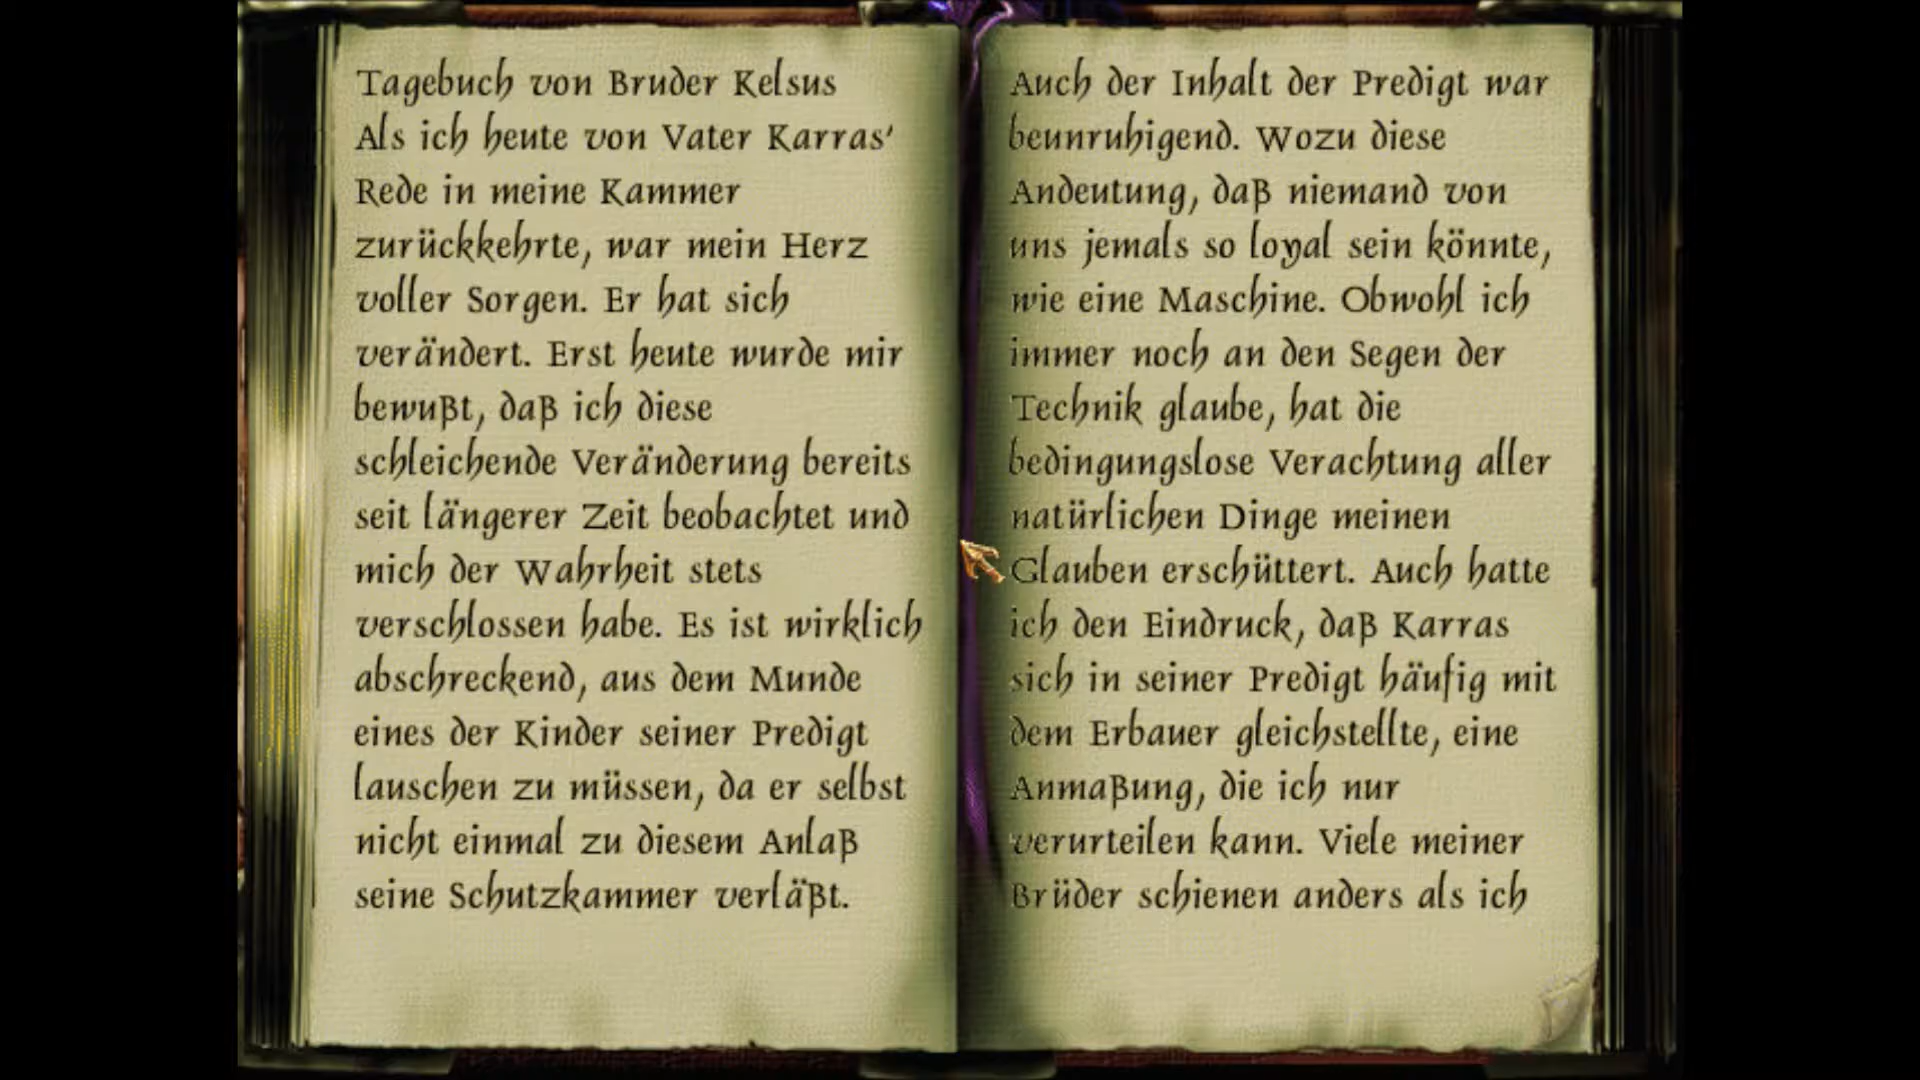 Tagebuch von Bruder Kelsus
Als ich heute von Vater Karras'
Rede in meine Kammer
zurückkehrte, war mein Herz
voller Sorgen. Er hat sich
verändert. Erst heute wurde mir
bewußt, daß ich diese
schleichende Veränderung bereits
seit längerer Zeit beobachtet und
mich der Wahrheit stets
verschlossen habe. Es ist wirklich
abschreckend, aus dem Munde
eines der Kinder seiner Predigt
lauschen zu müssen, da er selbst
nicht einmal zu diesem Anlaß
seine Schutzkammer verläßt.
Auch der Inhalt der Predigt war
beunruhigend. Wozu diese
Andeutung, daß niemand von
uns jemals so loyal sein könnte,
wie eine Maschine. Obwohl ich
immer noch an den Segen der
Technik glaube, hat die
bedingungslose Verachtung aller
natürlichen Dinge meinen
Glauben erschüttert. Auch hatte
ich den Eindruck, daß Karras
sich in seiner Predigt häufig mit
dem Erbauer gleichstellte, eine
Anmaßung, die ich nur
verurteilen kann. Viele meiner
Brüder schienen anders als ich